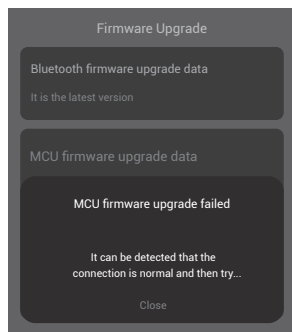 Firmware Upgrade
Bluetooth firmware upgrade data
It is the latest version
MCU firmware upgrade data
MCU firmware upgrade failed
It can be detected that the
connection is normal and then try...
Close